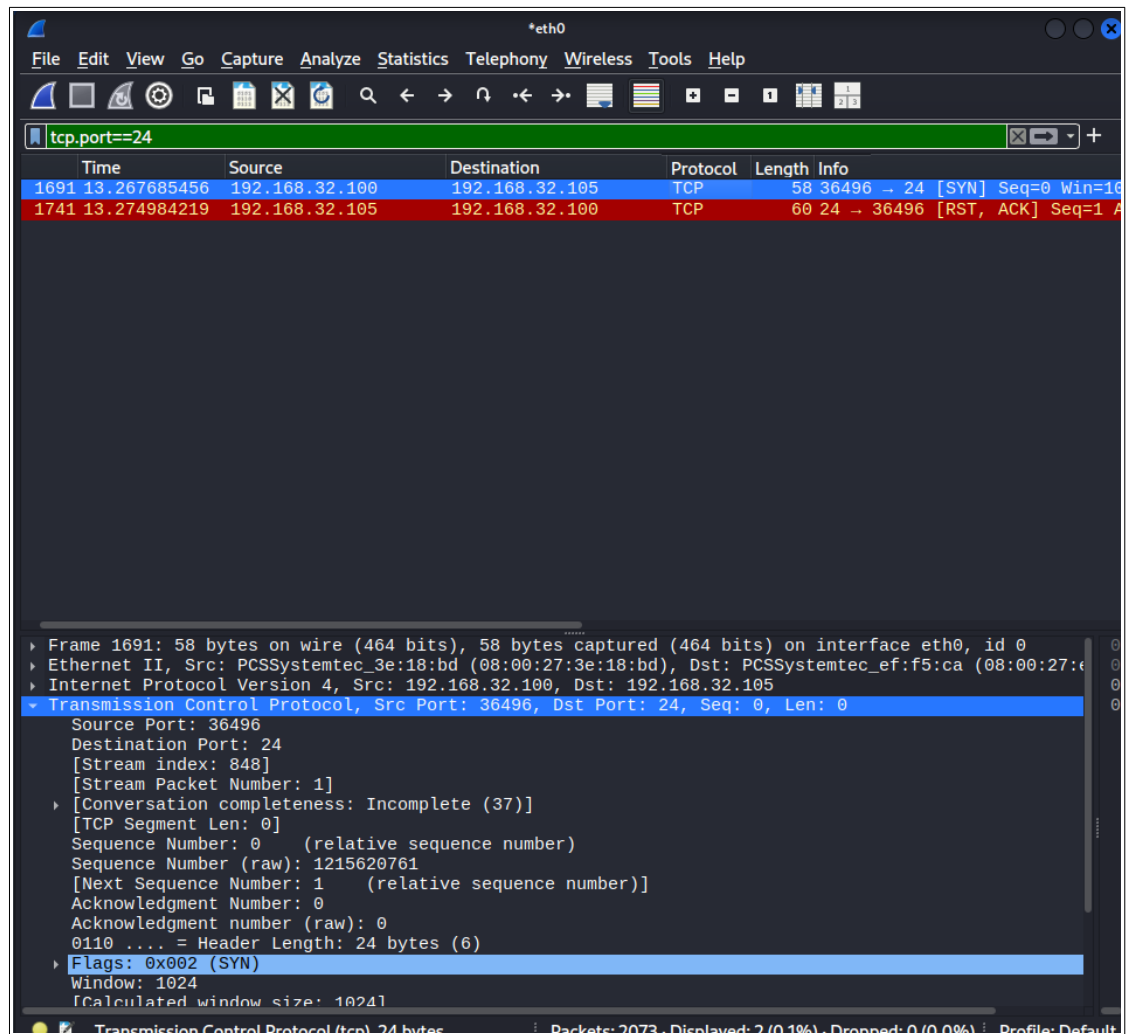 *eth0
File Edit View Go Capture Analyze Statistics Telephony Wireless Tools Help
tcp.port==24
Time Source Destination Protocol Length Info
1691 13.267685456 192.168.32.100 192.168.32.105 TCP 58 36496 → 24 [SYN] Seq=0 Win=10
1741 13.274984219 192.168.32.105 192.168.32.100 TCP 60 24 → 36496 [RST, ACK] Seq=1 A
Frame 1691: 58 bytes on wire (464 bits), 58 bytes captured (464 bits) on interface eth0, id 0
Ethernet II, Src: PCSSystemtec_3e:18:bd (08:00:27:3e:18:bd), Dst: PCSSystemtec_ef:f5:ca (08:00:27:
Internet Protocol Version 4, Src: 192.168.32.100, Dst: 192.168.32.105
Transmission Control Protocol, Src Port: 36496, Dst Port: 24, Seq: 0, Len: 0
Source Port: 36496
Destination Port: 24
[Stream index: 848]
[Stream Packet Number: 1]
[Conversation completeness: Incomplete (37)]
[TCP Segment Len: 0]
Sequence Number: 0 (relative sequence number)
Sequence Number (raw): 1215620761
[Next Sequence Number: 1 (relative sequence number)]
Acknowledgment Number: 0
Acknowledgment number (raw): 0
0110 .... = Header Length: 24 bytes (6)
Flags: 0x002 (SYN)
Window: 1024
[Calculated window size: 1024]
Transmission Control Protocol (tcp), 24 bytes Packets: 2073 · Displayed: 2 (0.1%) · Dropped: 0 (0.0%) Profile: Default